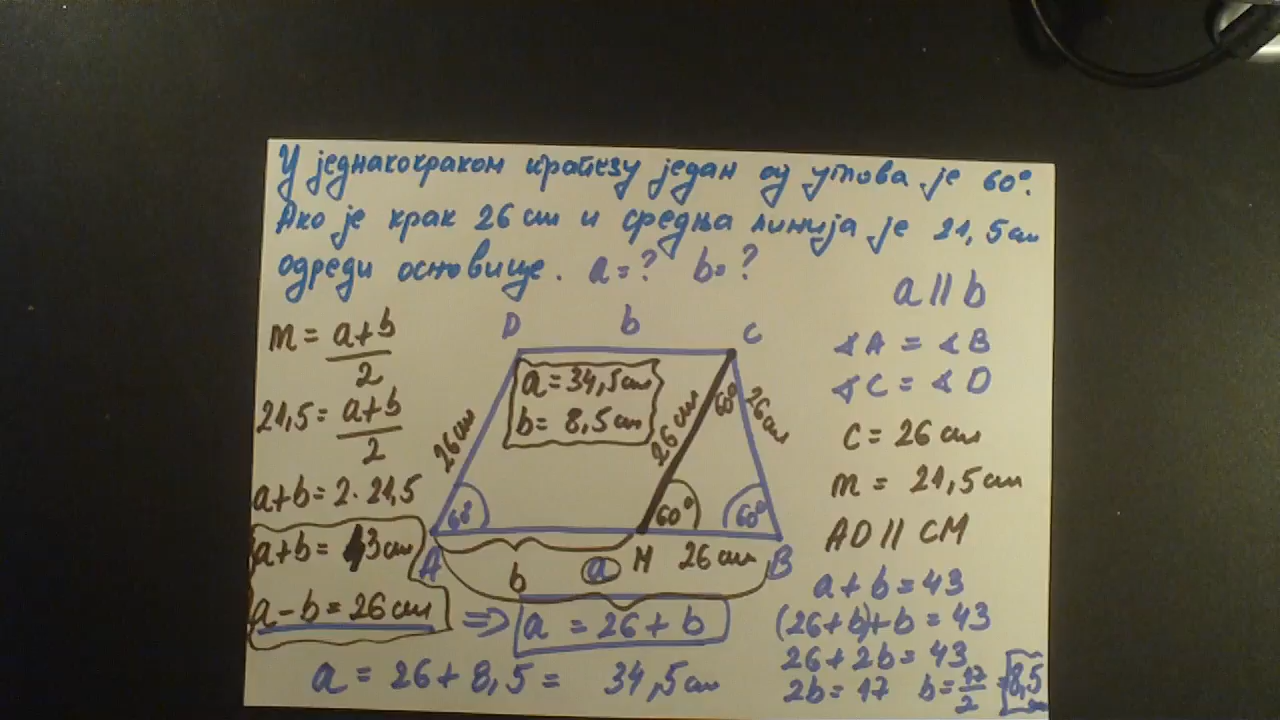 У једнакокраком трапезу један од углова је 60°.
Ако је крак 26 cm и средња линија је 21,5 cm
одреди основице. a = ? b = ?
m = a+b/2
21,5 = a+b/2
a+b = 2·21,5
a+b = 43 cm
a-b = 26 cm
=> a = 26 + b
a = 26 + 8,5 = 34,5 cm
D b C
a = 34,5 cm
b = 8,5 cm
26 cm
26 cm
60°
26 cm
60°
60°
60°
A M 26 cm B
b a
a || b
∢A = ∢B
∢C = ∢D
c = 26 cm
m = 21,5 cm
AD || CM
a + b = 43
(26+b)+b = 43
26+2b = 43
2b = 17 b = 17/2 = 8,5 cm